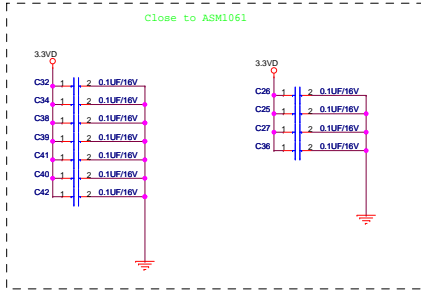 Close to ASM1061
3.3VD
C32 1 2 0.1UF/16V
C34 1 2 0.1UF/16V
C38 1 2 0.1UF/16V
C39 1 2 0.1UF/16V
C41 1 2 0.1UF/16V
C40 1 2 0.1UF/16V
C42 1 2 0.1UF/16V
3.3VD
C26 1 2 0.1UF/16V
C25 1 2 0.1UF/16V
C27 1 2 0.1UF/16V
C36 1 2 0.1UF/16V